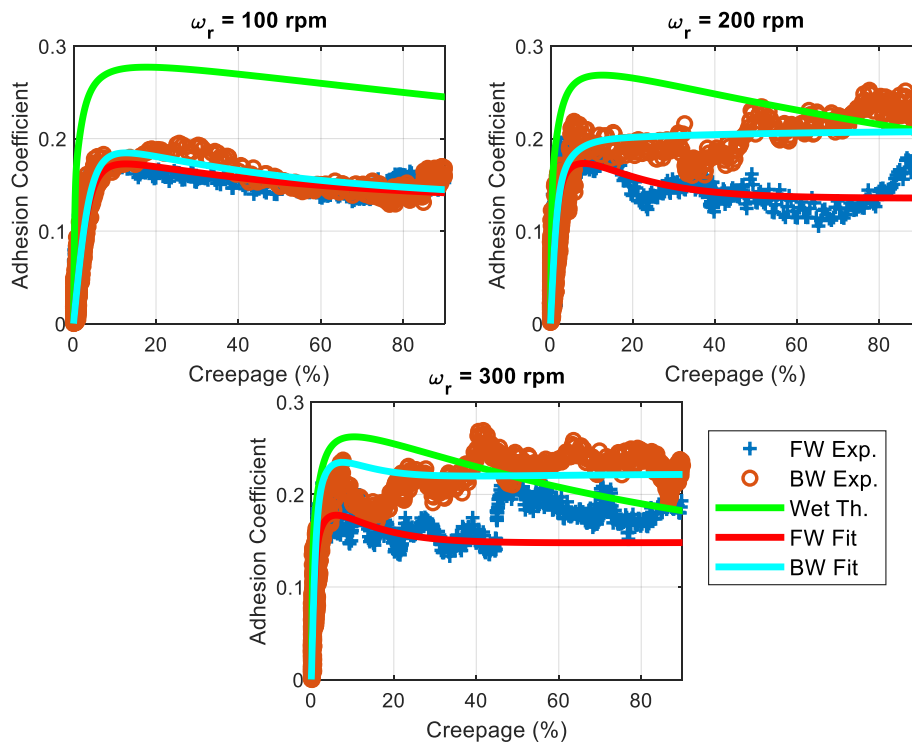 ω_r = 100 rpm
0.3
0.2
0.1
0
Adhesion Coefficient
0 20 40 60 80
Creepage (%)
ω_r = 200 rpm
0.3
0.2
0.1
0
Adhesion Coefficient
0 20 40 60 80
Creepage (%)
ω_r = 300 rpm
0.3
0.2
0.1
0
Adhesion Coefficient
0 20 40 60 80
Creepage (%)
FW Exp.
BW Exp.
Wet Th.
FW Fit
BW Fit